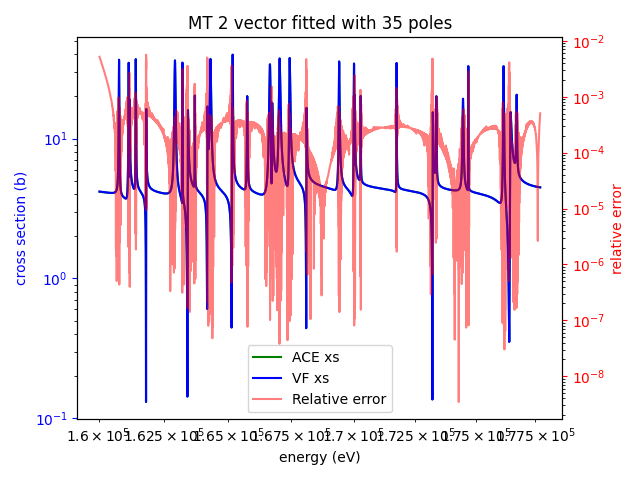 MT 2 vector fitted with 35 poles
cross section (b)
10¹
10⁰
10⁻¹
10⁻²
10⁻³
10⁻⁴
10⁻⁵
10⁻⁶
10⁻⁷
10⁻⁸
relative error
ACE xs
VF xs
Relative error
1.6 × 10⁵ 1.625 × 10⁵ 1.65 × 10⁵ 1.675 × 10⁵ 1.7 × 10⁵ 1.725 × 10⁵ 1.75 × 10⁵ 1.775 × 10⁵
energy (eV)